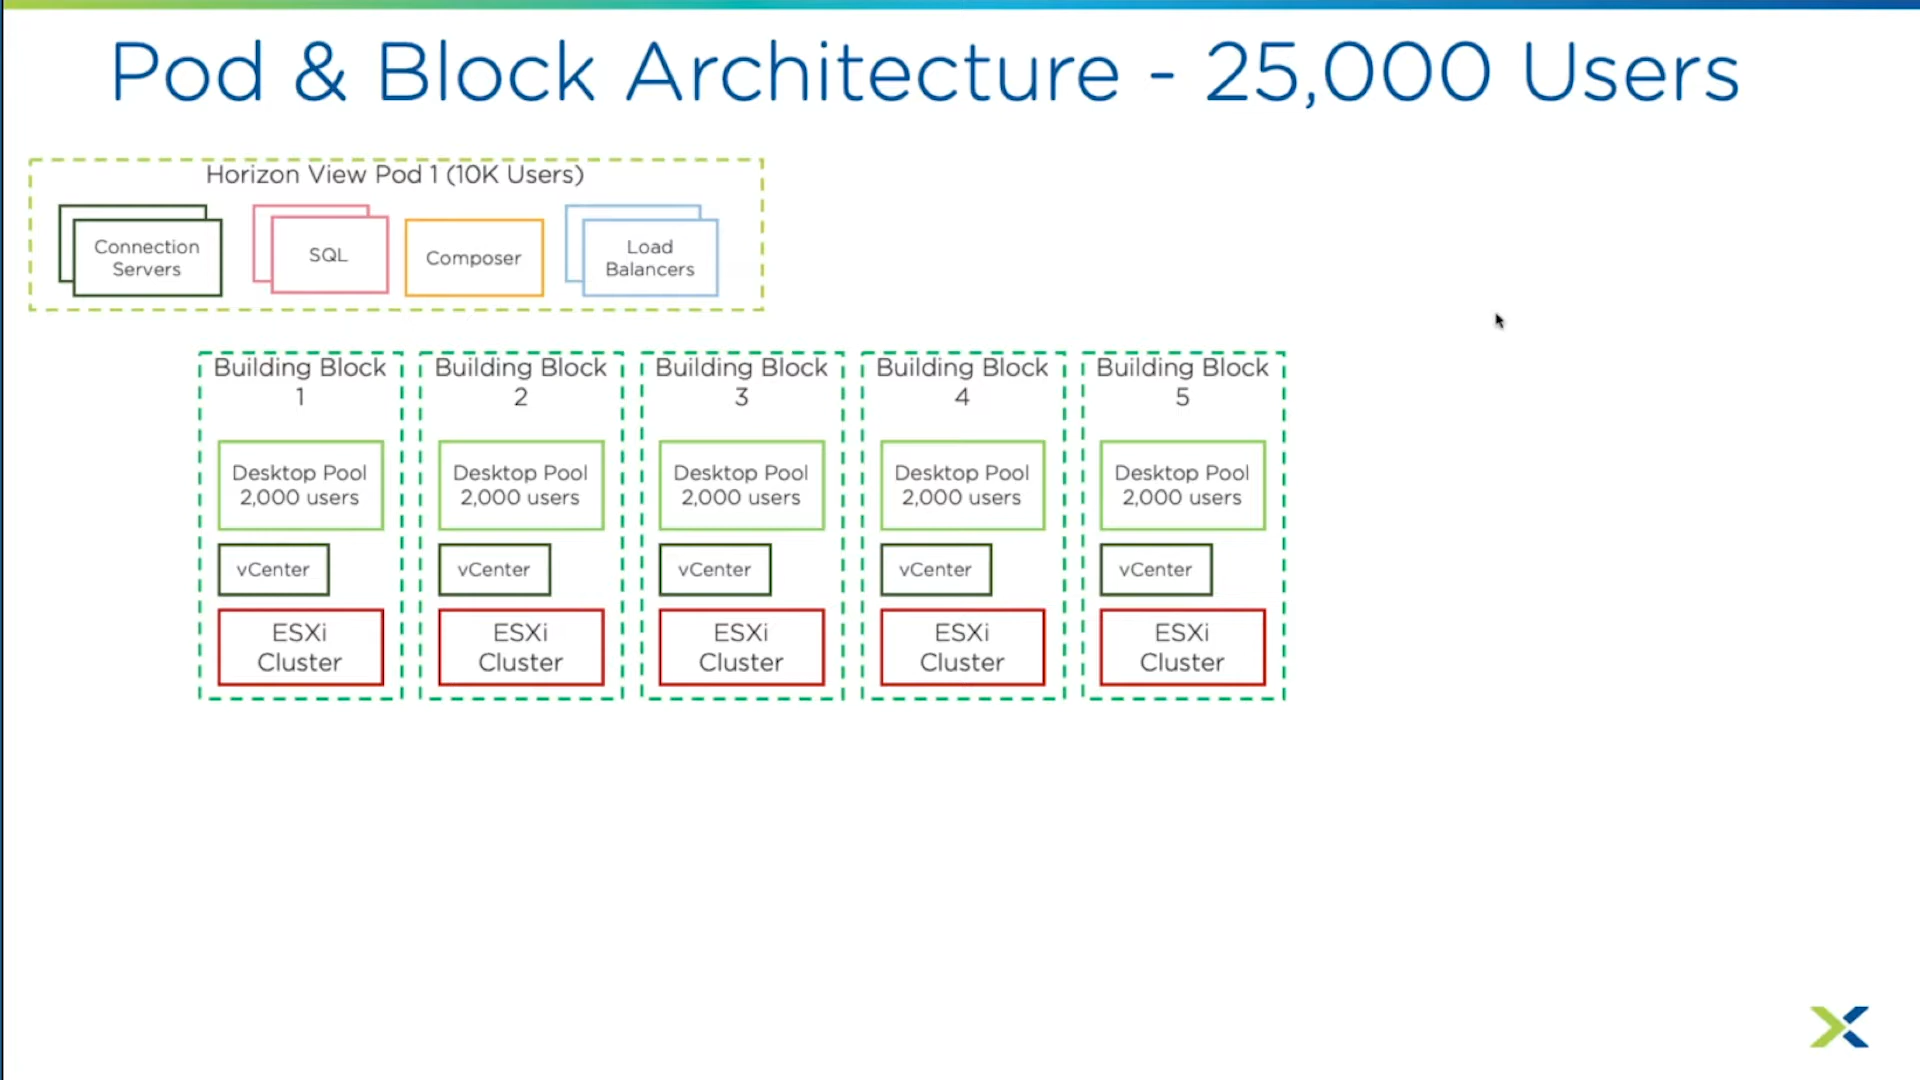 Pod & Block Architecture - 25,000 Users
Horizon View Pod 1 (10K Users)
Connection
Servers
SQL
Composer
Load
Balancers
Building Block
1
Desktop Pool
2,000 users
vCenter
ESXi
Cluster
Building Block
2
Desktop Pool
2,000 users
vCenter
ESXi
Cluster
Building Block
3
Desktop Pool
2,000 users
vCenter
ESXi
Cluster
Building Block
4
Desktop Pool
2,000 users
vCenter
ESXi
Cluster
Building Block
5
Desktop Pool
2,000 users
vCenter
ESXi
Cluster